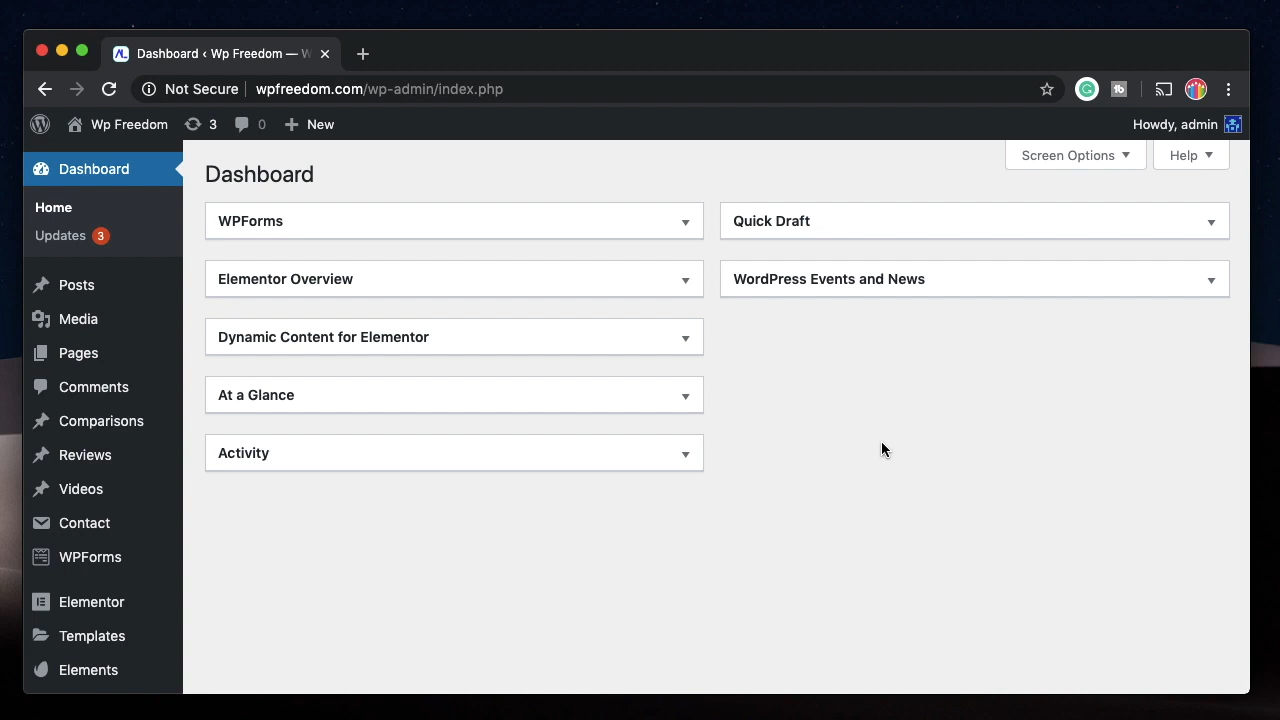 Dashboard ‹ Wp Freedom — W
Not Secure wpfreedom.com/wp-admin/index.php
Wp Freedom 3 0 New Howdy, admin
Screen Options Help
Dashboard
Home
Updates 3
Posts
Media
Pages
Comments
Comparisons
Reviews
Videos
Contact
WPForms
Elementor
Templates
Elements
Dashboard
WPForms
Elementor Overview
Dynamic Content for Elementor
At a Glance
Activity
Quick Draft
WordPress Events and News